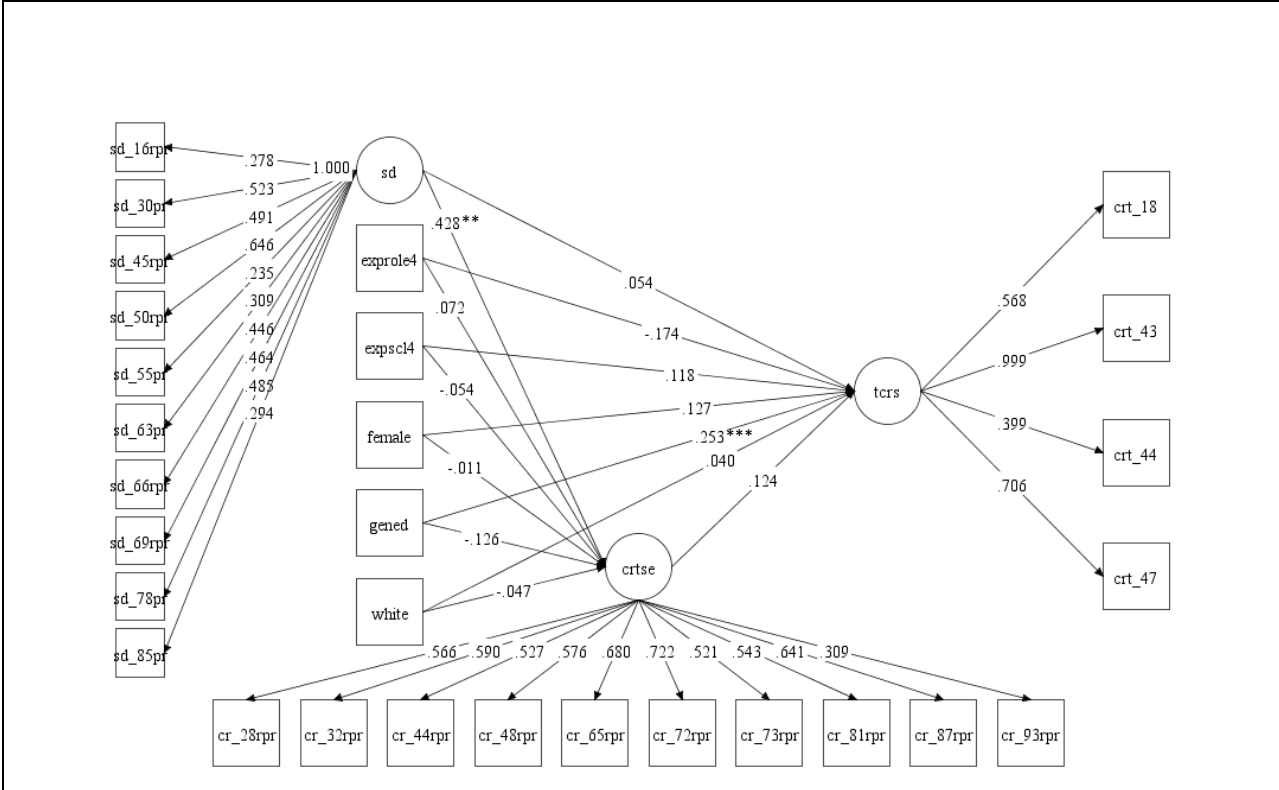 sd_16rpr
sd_30pr
sd_45rpr
sd_50rpr
sd_55pr
sd_63pr
sd_66rpr
sd_69rpr
sd_78pr
sd_85pr
.278
.523
.491
.646
.235
.309
.446
.464
.485
.294
1.000
sd
exprole4
expscl4
female
gened
white
.428**
.072
-.054
-.011
-.126
-.047
.054
-.174
.118
.127
.253***
.040
.124
crtse
tcrs
.568
.999
.399
.706
crt_18
crt_43
crt_44
crt_47
.566 .590 .527 .576 .680 .722 .521 .543 .641 .309
cr_28rpr cr_32rpr cr_44rpr cr_48rpr cr_65rpr cr_72rpr cr_73rpr cr_81rpr cr_87rpr cr_93rpr